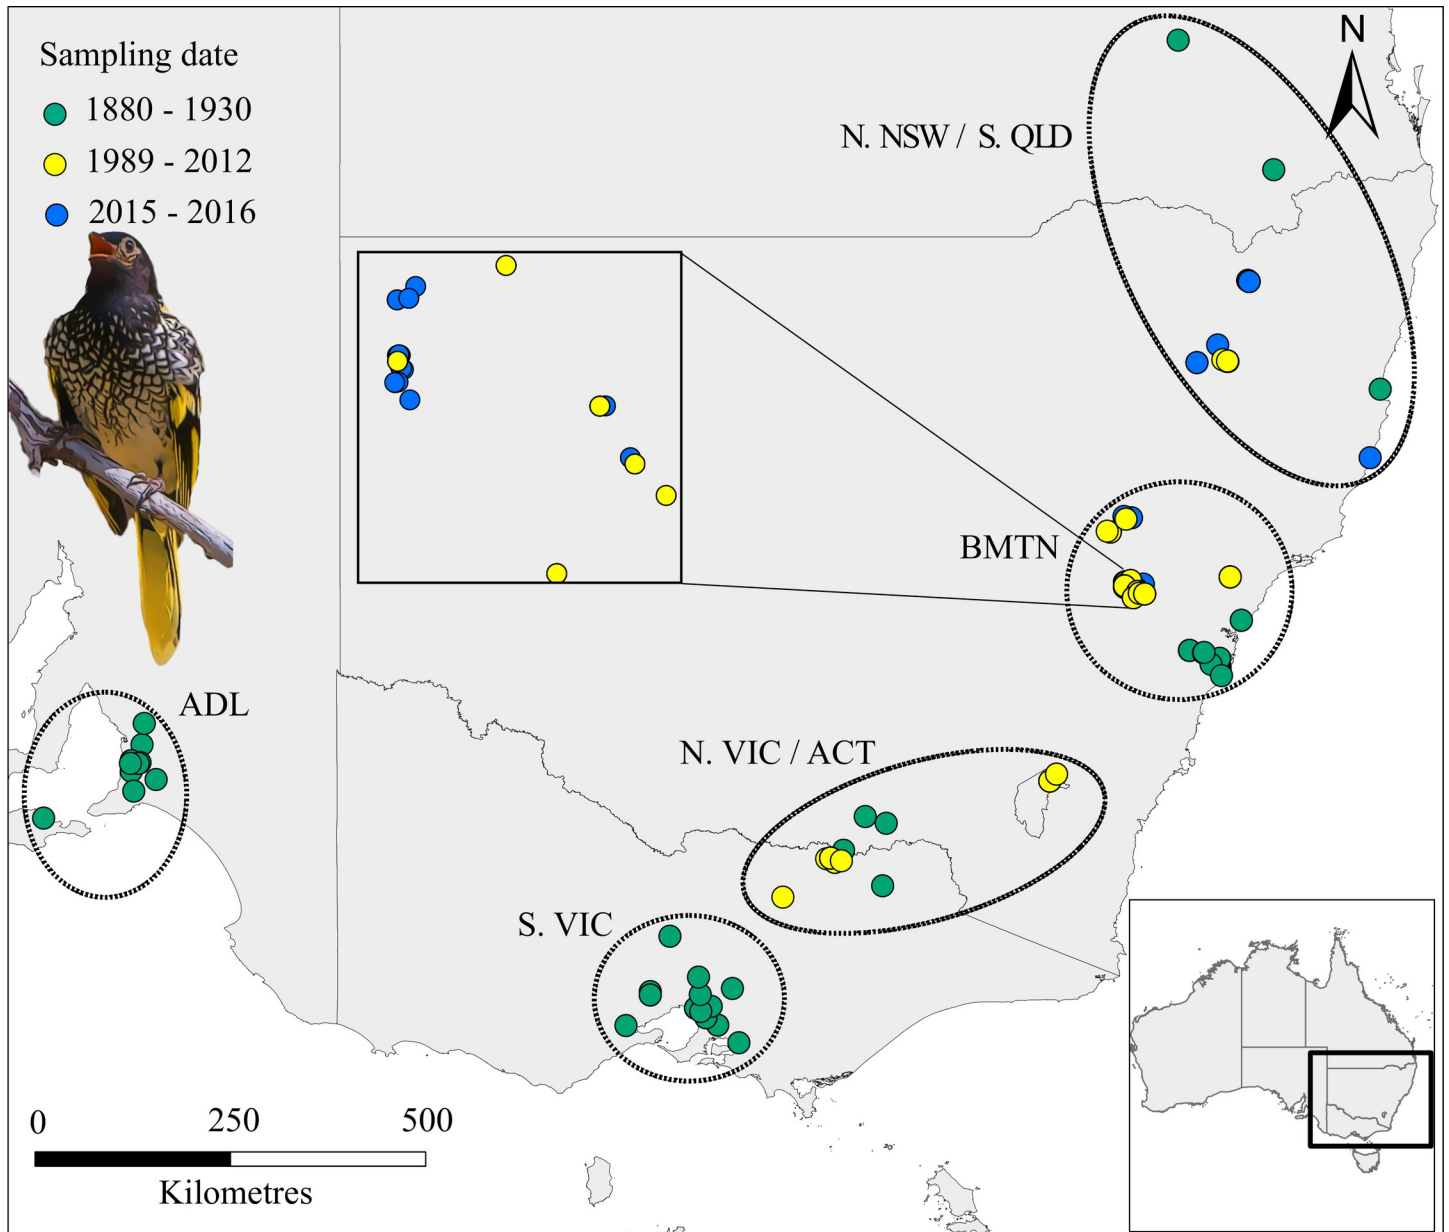 Sampling date
1880 - 1930
1989 - 2012
2015 - 2016
N
N. NSW / S. QLD
BMTN
ADL
N. VIC / ACT
S. VIC
0 250 500
Kilometres